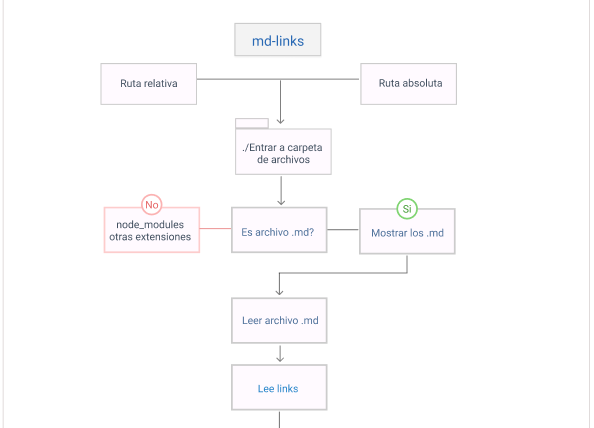 md-links
Ruta relativa
Ruta absoluta
./Entrar a carpeta
de archivos
No
node_modules
otras extensiones
Es archivo .md?
Si
Mostrar los .md
Leer archivo .md
Lee links